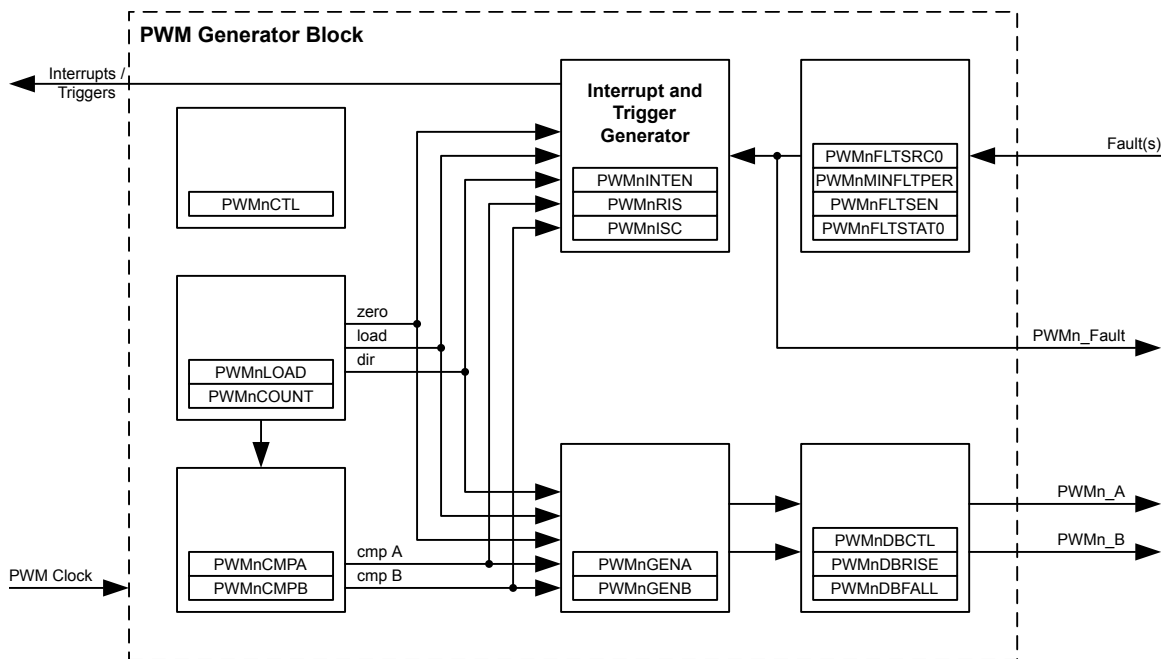 PWM Generator Block
Interrupts /
Triggers
Interrupt and
Trigger
Generator
PWMnINTEN
PWMnRIS
PWMnISC
PWMnCTL
PWMnFLTSRC0
PWMnMINFLTPER
PWMnFLTSEN
PWMnFLTSTAT0
Fault(s)
zero
load
dir
PWMnLOAD
PWMnCOUNT
PWMn_Fault
PWMnCMPA
PWMnCMPB
cmp A
cmp B
PWM Clock
PWMnGENA
PWMnGENB
PWMnDBCTL
PWMnDBRISE
PWMnDBFALL
PWMn_A
PWMn_B